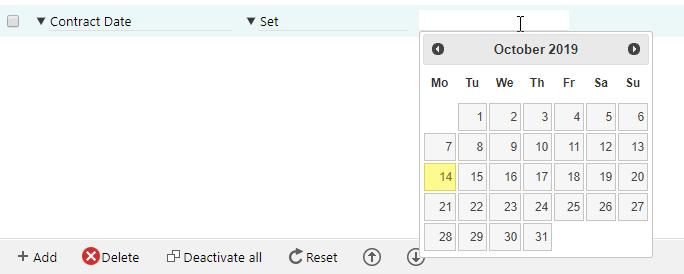 Contract Date Set
October 2019
Mo Tu We Th Fr Sa Su
1 2 3 4 5 6
7 8 9 10 11 12 13
14 15 16 17 18 19 20
21 22 23 24 25 26 27
28 29 30 31
+ Add Delete Deactivate all Reset